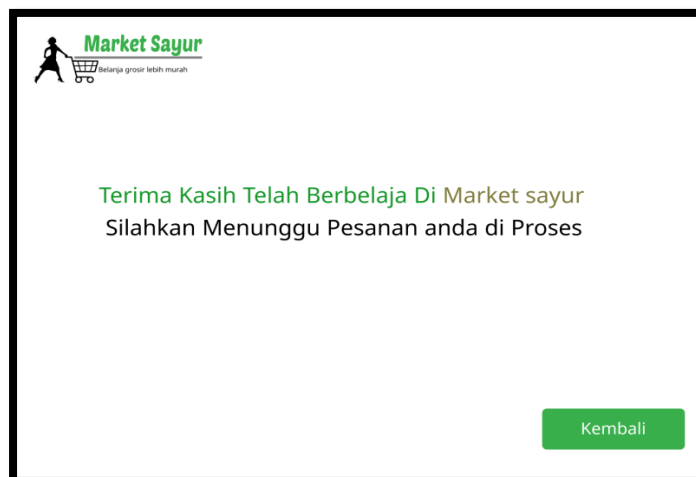 Market Sayur
Belanja grosir lebih murah
Terima Kasih Telah Berbelaja Di Market sayur
Silahkan Menunggu Pesanan anda di Proses
Kembali